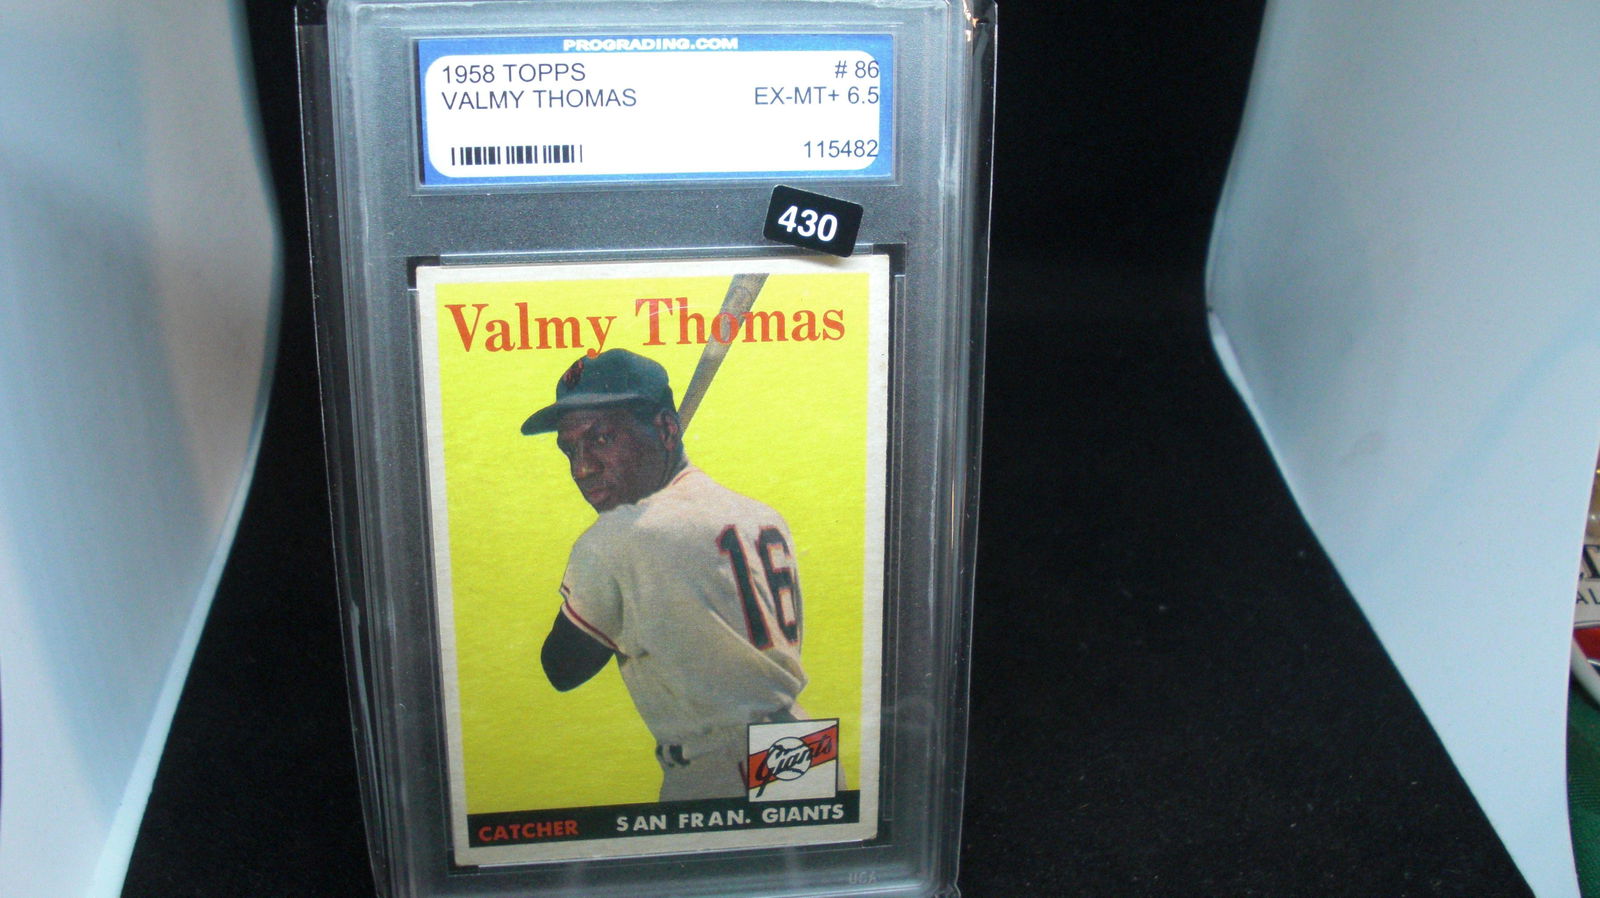 PROGRADING.COM
1958 TOPPS # 86
VALMY THOMAS EX-MT+ 6.5
115482
430
Valmy Thomas
16
Giants
CATCHER SAN FRAN. GIANTS
USA